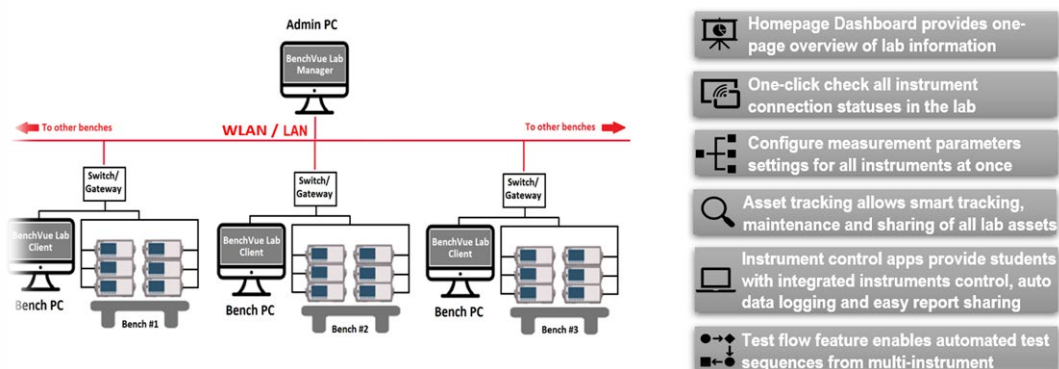 Admin PC
BenchVue Lab
Manager
To other benches
WLAN / LAN
To other benches
Switch/
Gateway
Switch/
Gateway
Switch/
Gateway
BenchVue Lab
Client
BenchVue Lab
Client
BenchVue Lab
Client
Bench PC
Bench #1
Bench PC
Bench #2
Bench PC
Bench #3
Homepage Dashboard provides one-
page overview of lab information
One-click check all instrument
connection statuses in the lab
Configure measurement parameters
settings for all instruments at once
Asset tracking allows smart tracking,
maintenance and sharing of all lab assets
Instrument control apps provide students
with integrated instruments control, auto
data logging and easy report sharing
Test flow feature enables automated test
sequences from multi-instrument